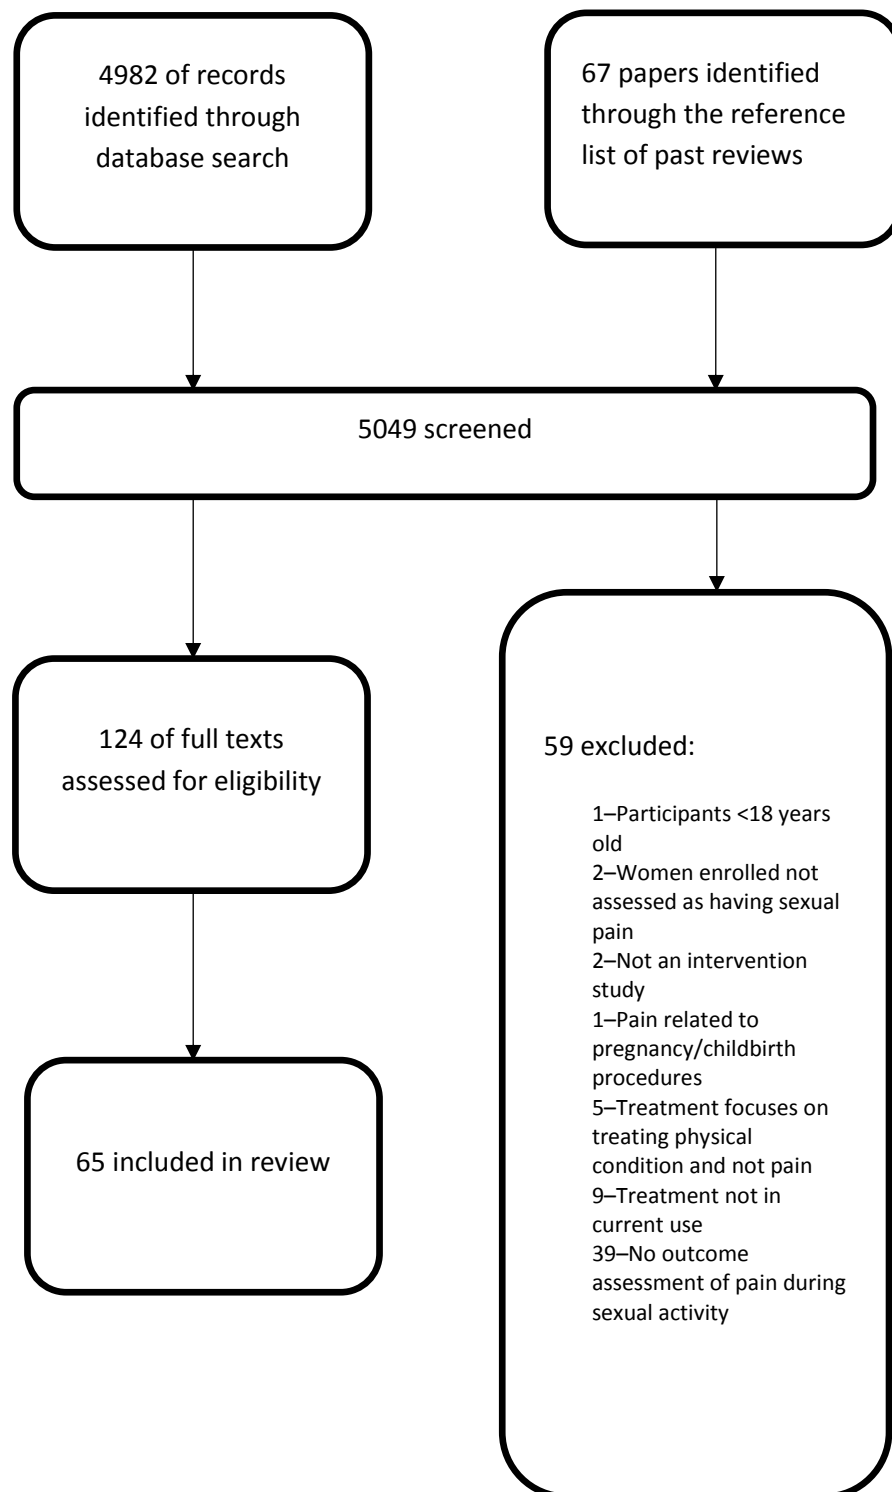 4982 of records
identified through
database search
67 papers identified
through the reference
list of past reviews
5049 screened
124 of full texts
assessed for eligibility
59 excluded:
1–Participants <18 years
old
2–Women enrolled not
assessed as having sexual
pain
2–Not an intervention
study
1–Pain related to
pregnancy/childbirth
procedures
5–Treatment focuses on
treating physical
condition and not pain
9–Treatment not in
current use
39–No outcome
assessment of pain during
sexual activity
65 included in review